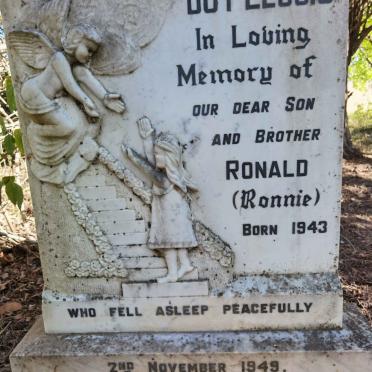 In Loving
Memory of
OUR DEAR SON
AND BROTHER
RONALD
(Ronnie)
BORN 1943
WHO FELL ASLEEP PEACEFULLY
2ND NOVEMBER 1949.